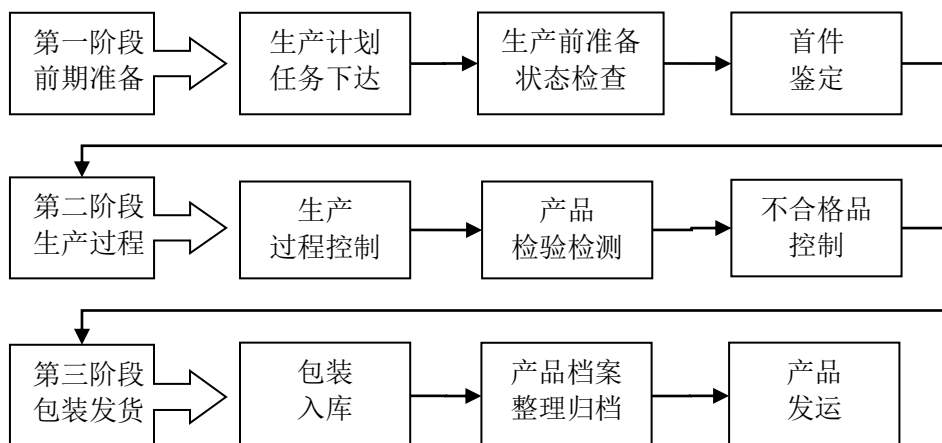 第一阶段
前期准备
生产计划
任务下达
生产前准备
状态检查
首件
鉴定
第二阶段
生产过程
生产
过程控制
产品
检验检测
不合格品
控制
第三阶段
包装发货
包装
入库
产品档案
整理归档
产品
发运